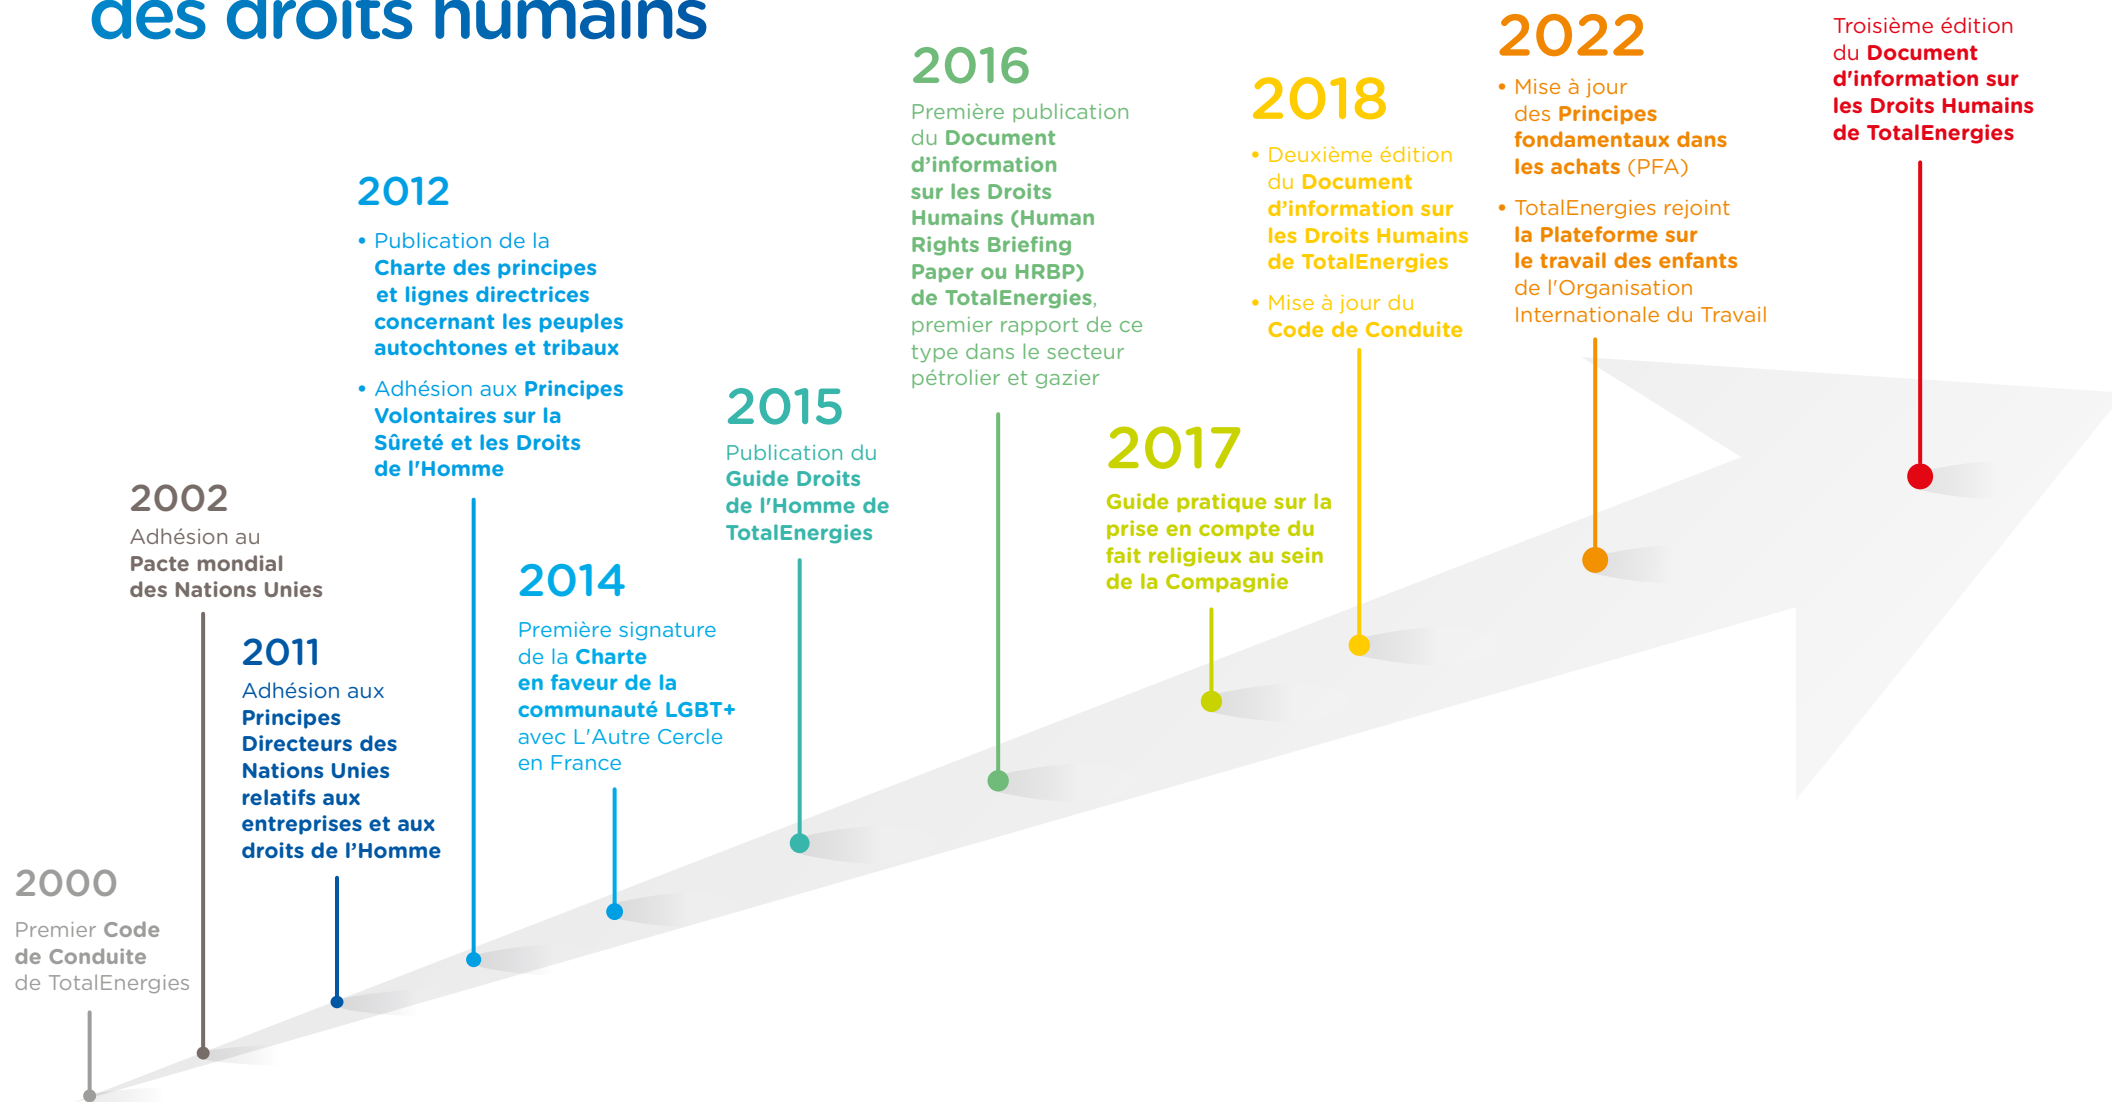 des droits humains
2000
Premier Code
de Conduite
de TotalEnergies
2002
Adhésion au
Pacte mondial
des Nations Unies
2011
Adhésion aux
Principes
Directeurs des
Nations Unies
relatifs aux
entreprises et aux
droits de l’Homme
2012
• Publication de la
Charte des principes
et lignes directrices
concernant les peuples
autochtones et tribaux
• Adhésion aux Principes
Volontaires sur la
Sûreté et les Droits
de l'Homme
2014
Première signature
de la Charte
en faveur de la
communauté LGBT+
avec L'Autre Cercle
en France
2015
Publication du
Guide Droits
de l'Homme de
TotalEnergies
2016
Première publication
du Document
d’information
sur les Droits
Humains (Human
Rights Briefing
Paper ou HRBP)
de TotalEnergies,
premier rapport de ce
type dans le secteur
pétrolier et gazier
2017
Guide pratique sur la
prise en compte du
fait religieux au sein
de la Compagnie
2018
• Deuxième édition
du Document
d’information sur
les Droits Humains
de TotalEnergies
• Mise à jour du
Code de Conduite
2022
• Mise à jour
des Principes
fondamentaux dans
les achats (PFA)
• TotalEnergies rejoint
la Plateforme sur
le travail des enfants
de l'Organisation
Internationale du Travail
Troisième édition
du Document
d'information sur
les Droits Humains
de TotalEnergies